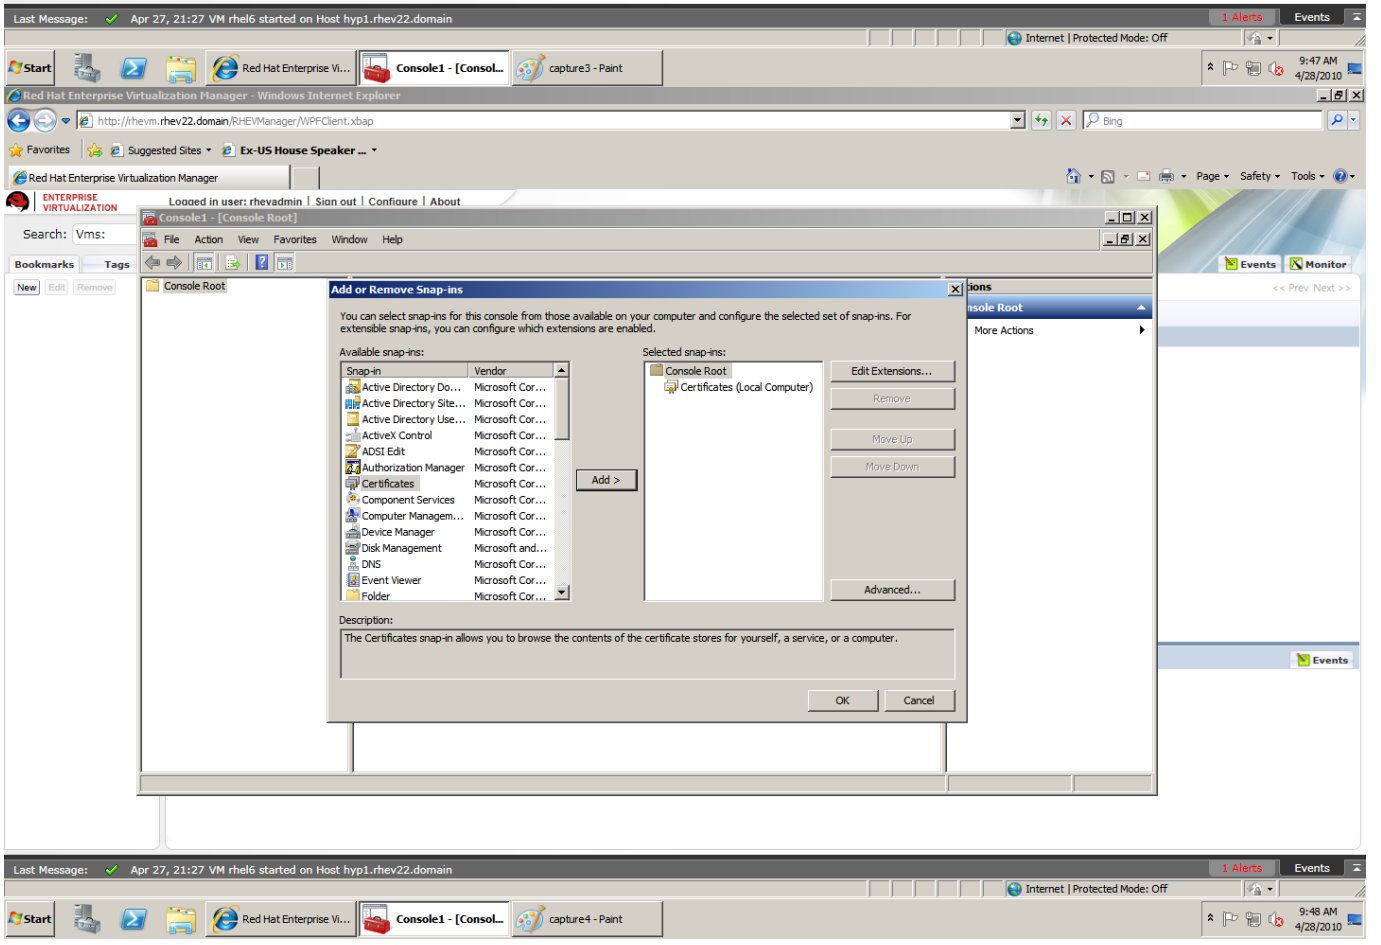 Last Message: Apr 27, 21:27 VM rhel6 started on Host hyp1.rhev22.domain 1 Alerts Events
Internet | Protected Mode: Off
Start Red Hat Enterprise Vi... Console1 - [Consol... capture3 - Paint 9:47 AM
4/28/2010
Red Hat Enterprise Virtualization Manager - Windows Internet Explorer
http://rhevm.rhev22.domain/RHEVManager/WPFClient.xbap Bing
Favorites Suggested Sites Ex-US House Speaker ...
Red Hat Enterprise Virtualization Manager Page Safety Tools
ENTERPRISE
VIRTUALIZATION
Logged in user: rhevadmin | Sign out | Configure | About
Console1 - [Console Root]
Search: Vms:
File Action View Favorites Window Help
Bookmarks Tags Events Monitor
New Edit Remove << Prev Next >>
Console Root
Add or Remove Snap-ins
ions
nsole Root
More Actions
You can select snap-ins for this console from those available on your computer and configure the selected set of snap-ins. For
extensible snap-ins, you can configure which extensions are enabled.
Available snap-ins: Selected snap-ins:
Snap-in Vendor
Active Directory Do... Microsoft Cor...
Active Directory Site... Microsoft Cor...
Active Directory Use... Microsoft Cor...
ActiveX Control Microsoft Cor...
ADSI Edit Microsoft Cor...
Authorization Manager Microsoft Cor...
Certificates Microsoft Cor...
Component Services Microsoft Cor...
Computer Managem... Microsoft Cor...
Device Manager Microsoft Cor...
Disk Management Microsoft and...
DNS Microsoft Cor...
Event Viewer Microsoft Cor...
Folder Microsoft Cor...
Add >
Console Root
Certificates (Local Computer)
Edit Extensions...
Remove
Move Up
Move Down
Advanced...
Description:
The Certificates snap-in allows you to browse the contents of the certificate stores for yourself, a service, or a computer.
OK Cancel
Events
Last Message: Apr 27, 21:27 VM rhel6 started on Host hyp1.rhev22.domain 1 Alerts Events
Internet | Protected Mode: Off
Start Red Hat Enterprise Vi... Console1 - [Consol... capture4 - Paint 9:48 AM
4/28/2010